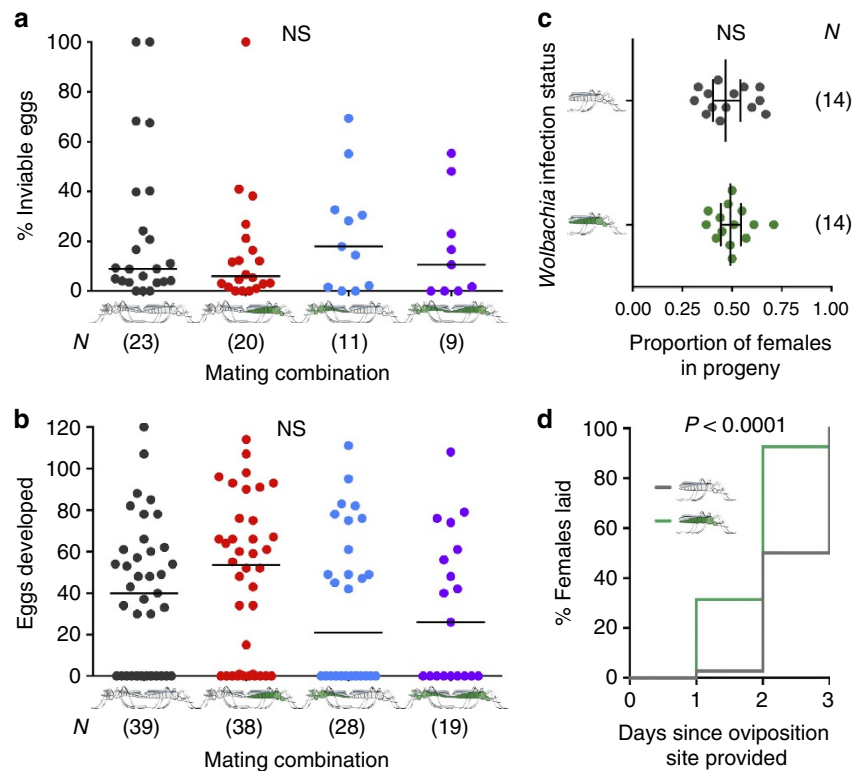 a
NS
% Inviable eggs
100
80
60
40
20
0
N (23) (20) (11) (9)
Mating combination
b
NS
Eggs developed
120
100
80
60
40
20
0
N (39) (38) (28) (19)
Mating combination
c
NS N
Wolbachia infection status
(14)
(14)
0.00 0.25 0.50 0.75 1.00
Proportion of females
in progeny
d
P < 0.0001
% Females laid
100
80
60
40
20
0
0 1 2 3
Days since oviposition
site provided